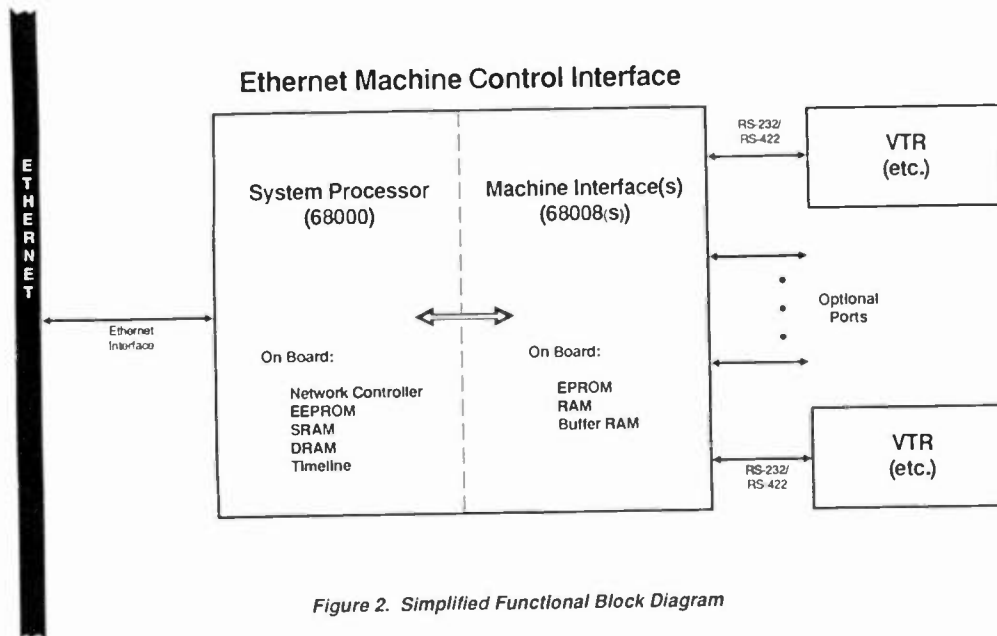 Ethernet Machine Control Interface
ETHERNET
Ethernet
Interface
System Processor
(68000)
On Board:
Network Controller
EEPROM
SRAM
DRAM
Timeline
Machine Interface(s)
(68008(s))
On Board:
EPROM
RAM
Buffer RAM
RS-232/
RS-422
VTR
(etc.)
Optional
Ports
RS-232/
RS-422
VTR
(etc.)
Figure 2. Simplified Functional Block Diagram